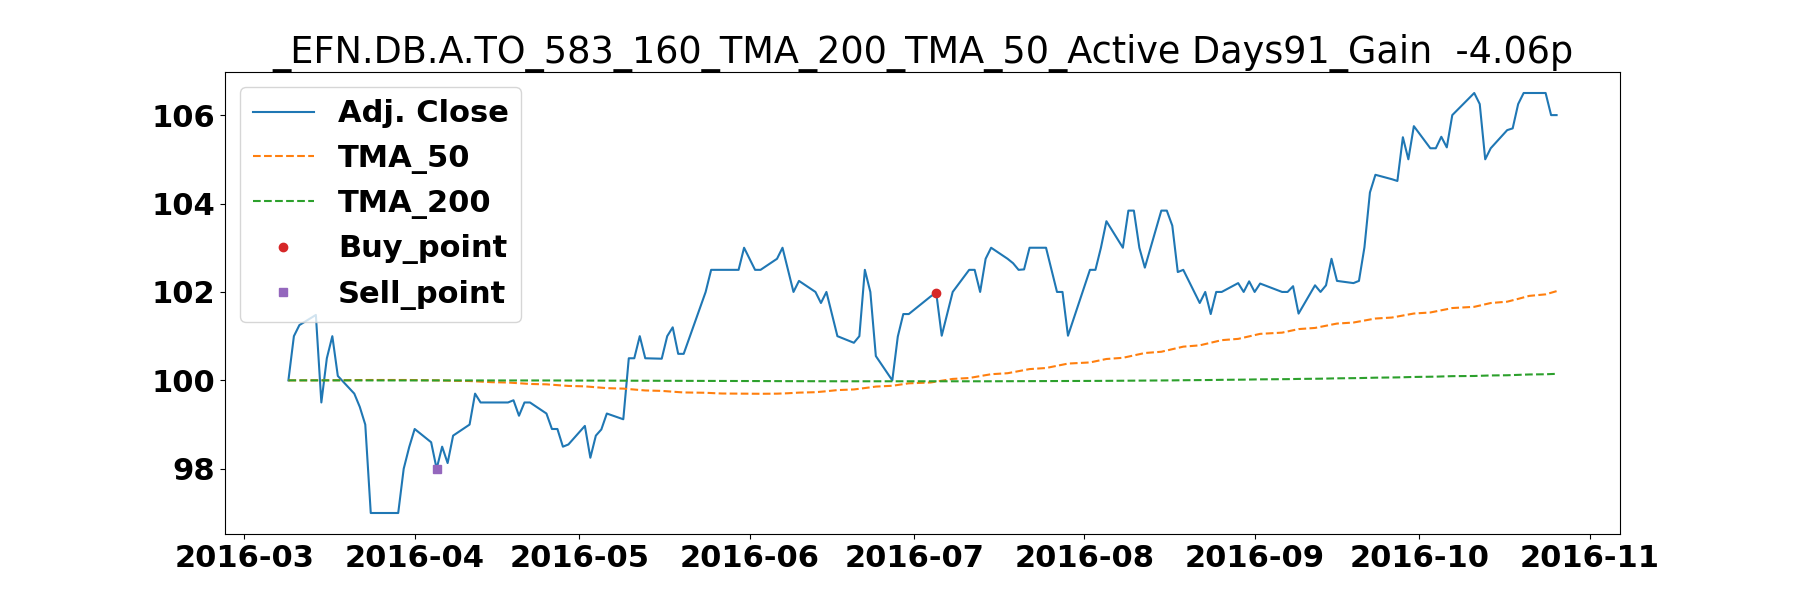 _EFN.DB.A.TO_583_160_TMA_200_TMA_50_Active Days91_Gain  -4.06p
Adj. Close
TMA_50
TMA_200
Buy_point
Sell_point
106
104
102
100
98
2016-03 2016-04 2016-05 2016-06 2016-07 2016-08 2016-09 2016-10 2016-11